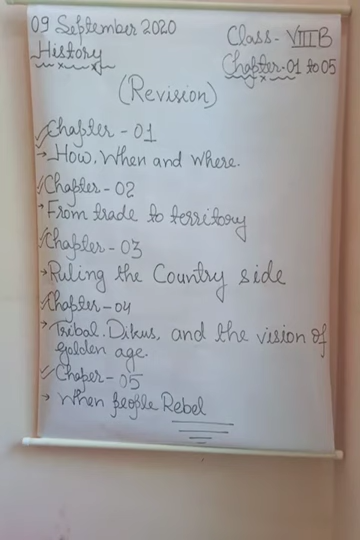 09 September 2020
Class - VIII B
History
Chapter - 01 to 05
(Revision)
Chapter - 01
→ How, When and where.
Chapter - 02
→ From trade to territory
Chapter - 03
→ Ruling the Country side
Chapter - 04
→ Tribal. Dikus, and the vision of
golden age.
Chaper - 05
→ When people Rebel